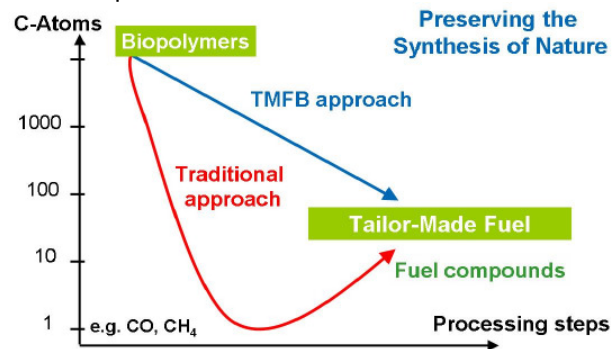 C-Atoms
Biopolymers
Preserving the
Synthesis of Nature
TMFB approach
1000
Traditional
approach
100
Tailor-Made Fuel
10
Fuel compounds
1
e.g. CO, CH₄
Processing steps